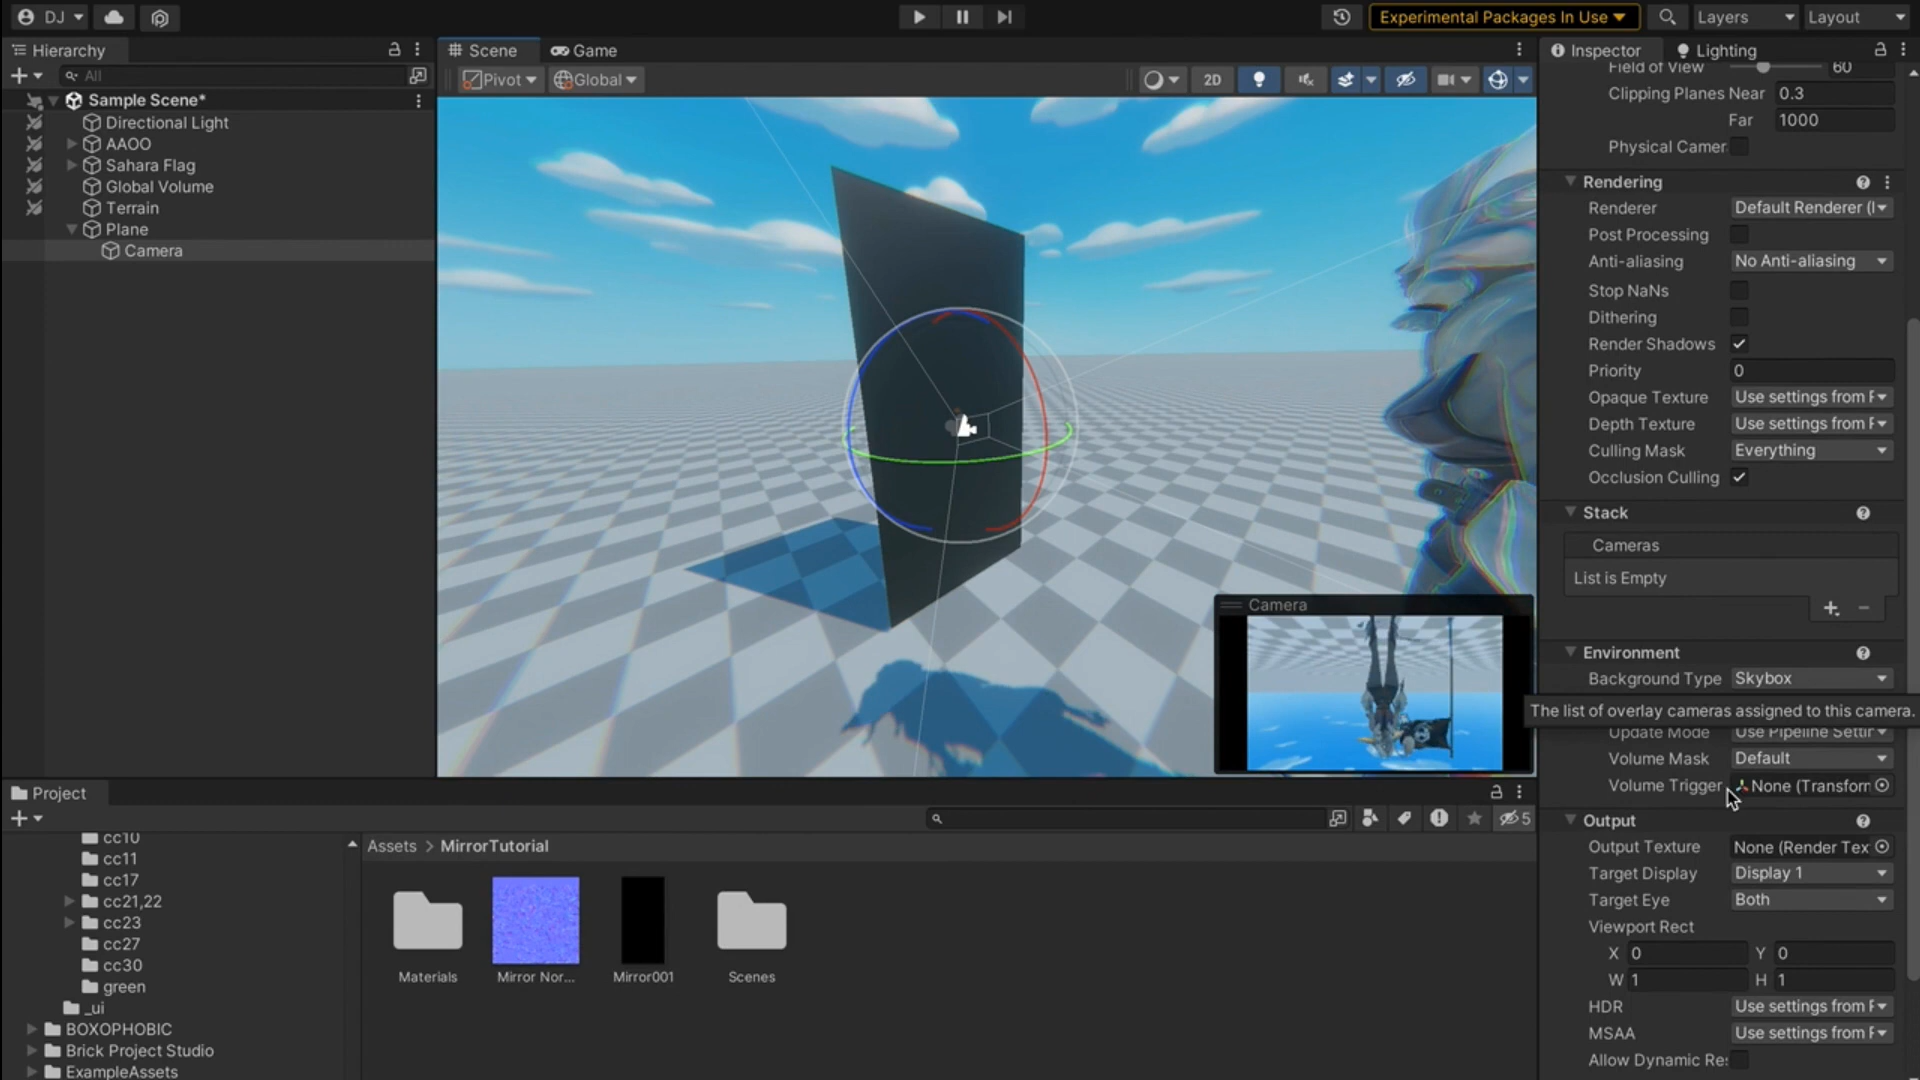 DJ
Experimental Packages In Use
Layers
Layout
Hierarchy
Scene
Game
Inspector
Lighting
All
Pivot
Global
2D
Sample Scene*
Directional Light
AAOO
Sahara Flag
Global Volume
Terrain
Plane
Camera
Camera
Field of View 60
Clipping Planes Near 0.3
Far 1000
Physical Camer
Rendering
Renderer Default Renderer (I
Post Processing
Anti-aliasing No Anti-aliasing
Stop NaNs
Dithering
Render Shadows
Priority 0
Opaque Texture Use settings from F
Depth Texture Use settings from F
Culling Mask Everything
Occlusion Culling
Stack
Cameras
List is Empty
Environment
Background Type Skybox
The list of overlay cameras assigned to this camera.
Update Mode Use Pipeline Settir
Volume Mask Default
Volume Trigger None (Transforn
Output
Output Texture None (Render Tex
Target Display Display 1
Target Eye Both
Viewport Rect
X 0 Y 0
W 1 H 1
HDR Use settings from F
MSAA Use settings from F
Allow Dynamic Re:
Project
5
cc10
cc11
cc17
cc21,22
cc23
cc27
cc30
green
_ui
BOXOPHOBIC
Brick Project Studio
ExampleAssets
Assets > MirrorTutorial
Materials
Mirror Nor...
Mirror001
Scenes